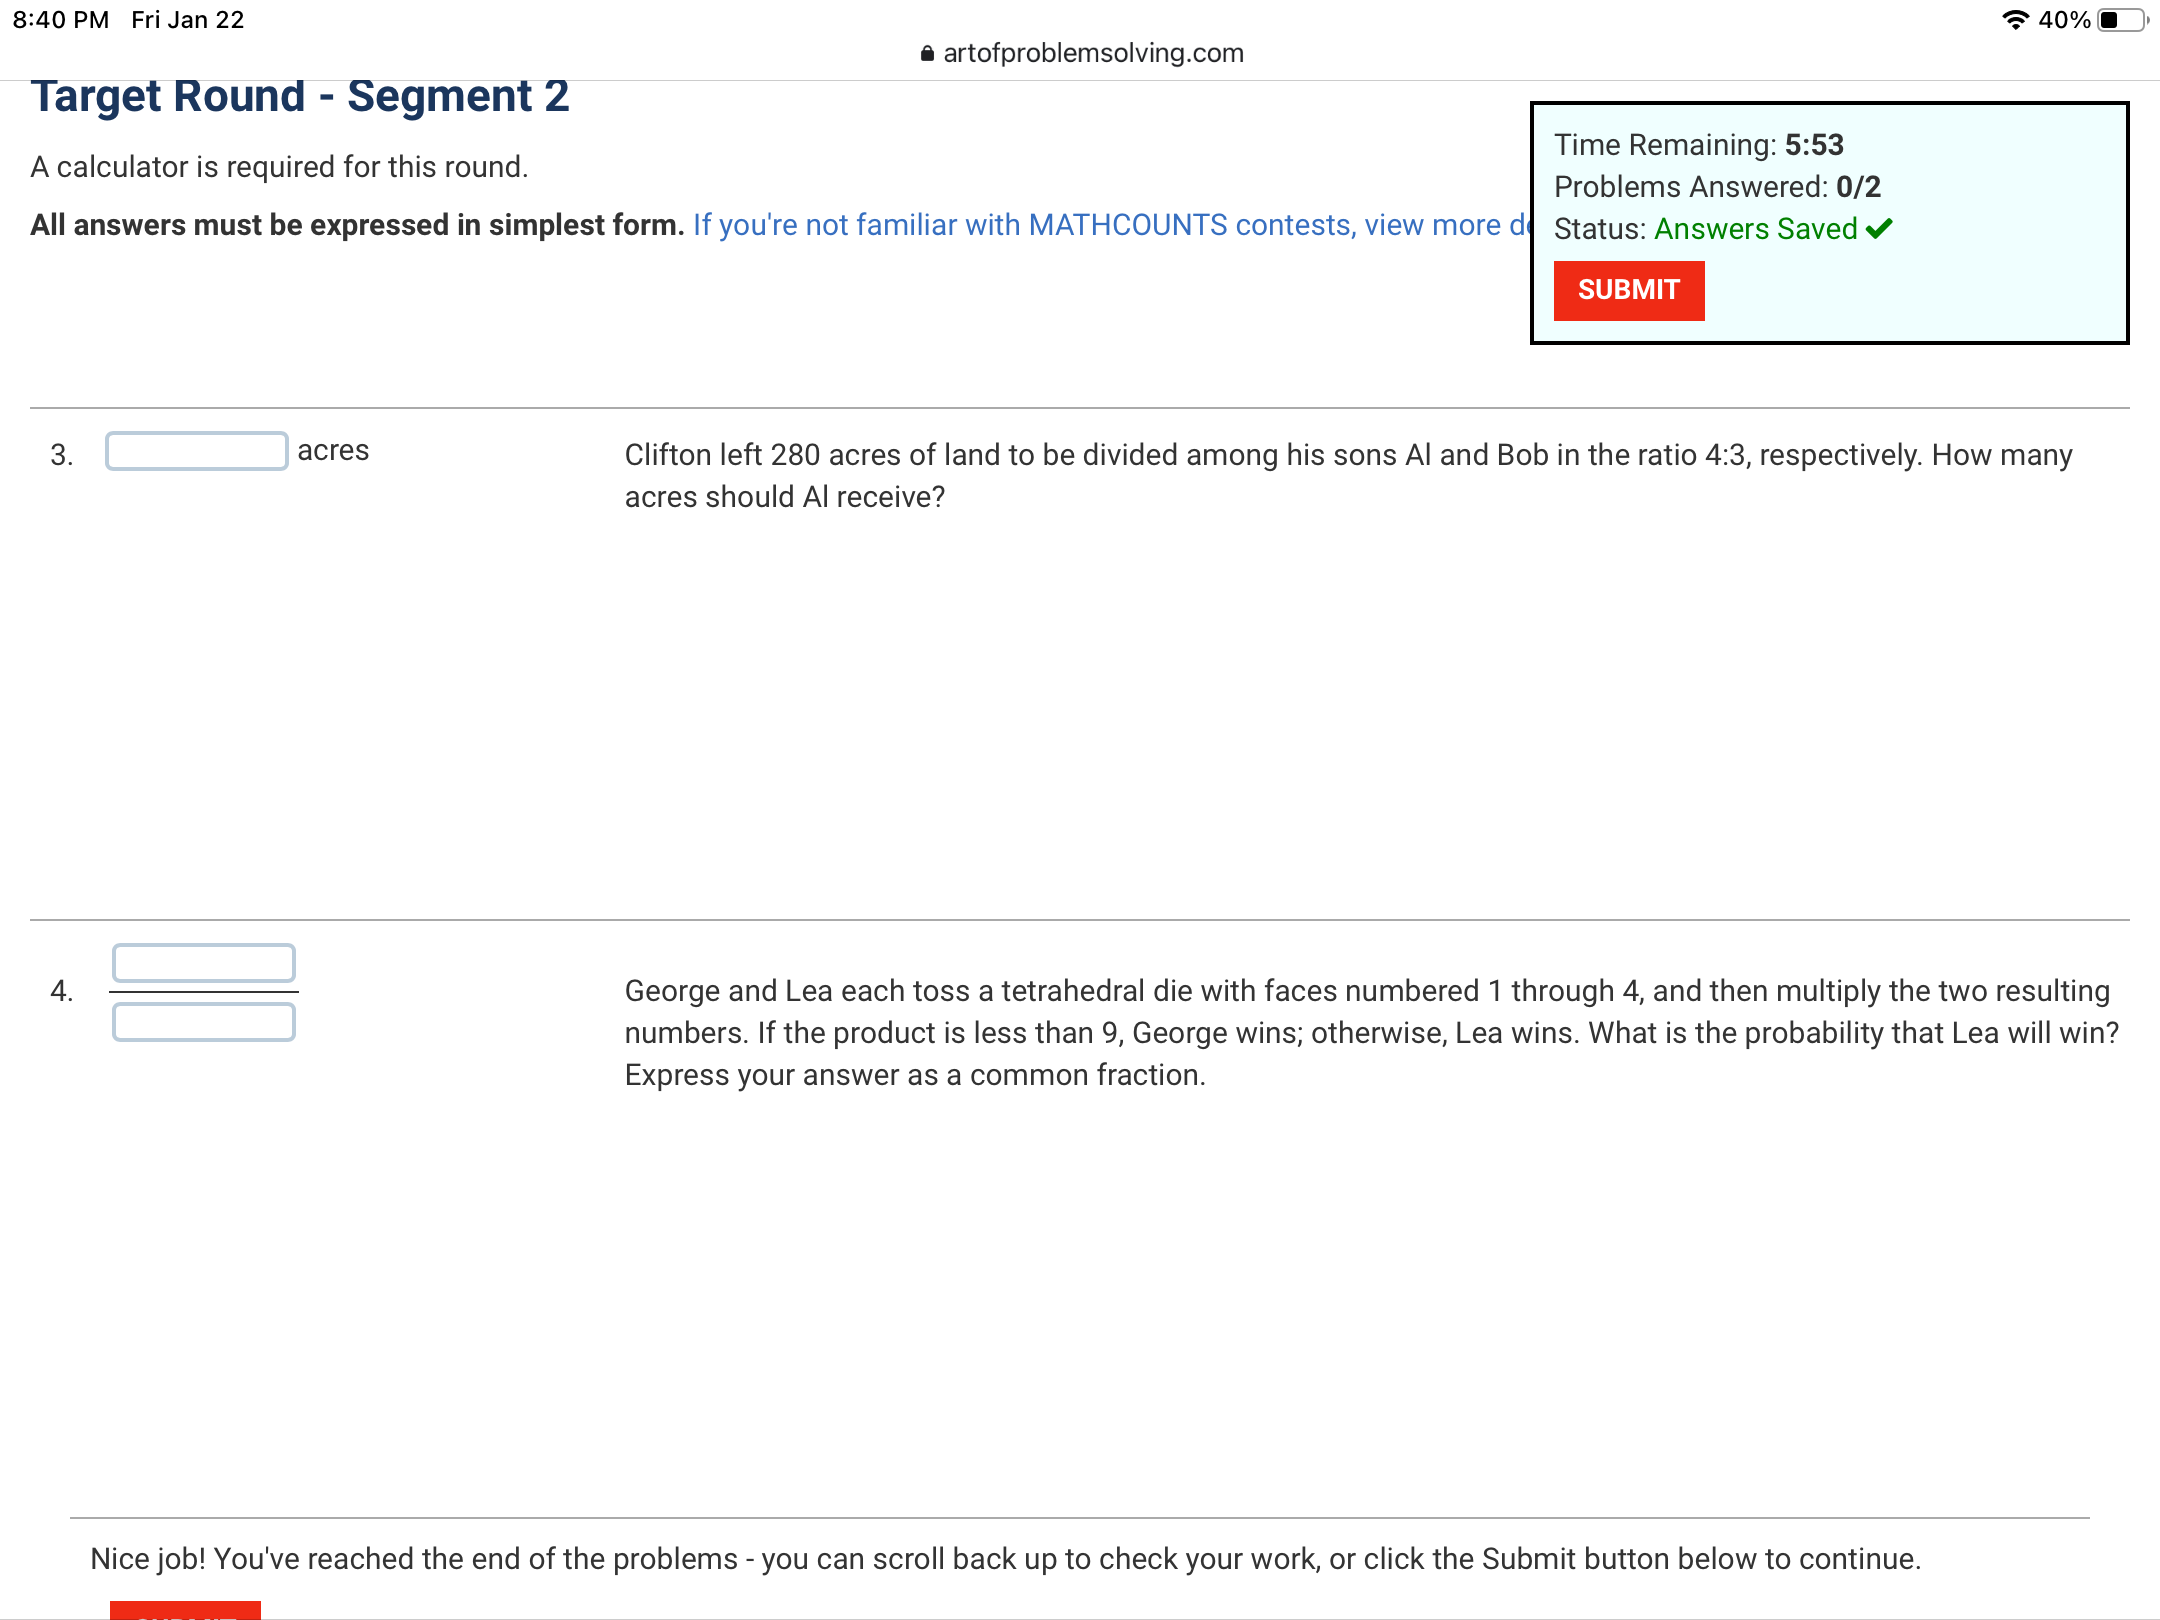 8:40 PM Fri Jan 22
40%
artofproblemsolving.com
Target Round - Segment 2
A calculator is required for this round.
All answers must be expressed in simplest form. If you're not familiar with MATHCOUNTS contests, view more de
Time Remaining: 5:53
Problems Answered: 0/2
Status: Answers Saved ✔
SUBMIT
3. acres
Clifton left 280 acres of land to be divided among his sons Al and Bob in the ratio 4:3, respectively. How many
acres should Al receive?
4.
George and Lea each toss a tetrahedral die with faces numbered 1 through 4, and then multiply the two resulting
numbers. If the product is less than 9, George wins; otherwise, Lea wins. What is the probability that Lea will win?
Express your answer as a common fraction.
Nice job! You've reached the end of the problems - you can scroll back up to check your work, or click the Submit button below to continue.